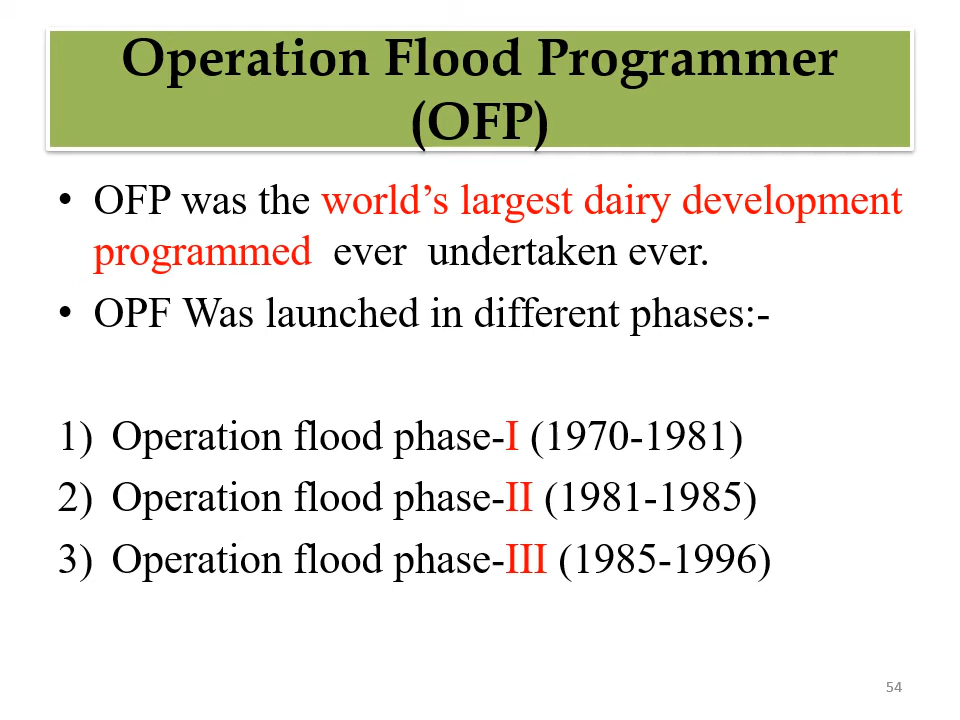 Operation Flood Programmer
(OFP)
• OFP was the world’s largest dairy development
programmed ever undertaken ever.
• OPF Was launched in different phases:-
1) Operation flood phase-I (1970-1981)
2) Operation flood phase-II (1981-1985)
3) Operation flood phase-III (1985-1996)
54